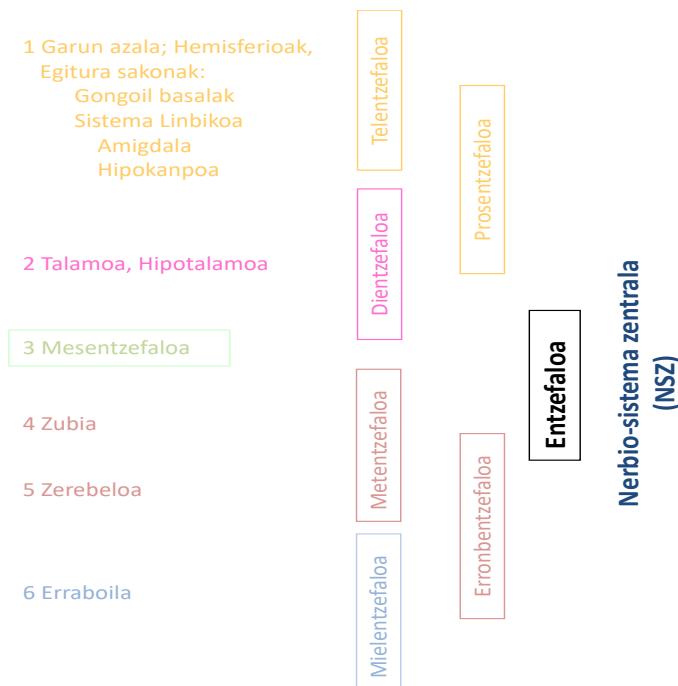 1 Garun azala; Hemisferioak,
Egitura sakonak:
Gongoil basalak
Sistema Linbikoa
Amigdala
Hipokanpoa
2 Talamoa, Hipotalamoa
3 Mesentzefaloa
4 Zubia
5 Zerebeloa
6 Erraboila
Telentzefaloa
Dientzefaloa
Metentzefaloa
Mielentzefaloa
Prosentzefaloa
Erronbentzefaloa
Entzefaloa
Nerbio-sistema zentrala
(NSZ)